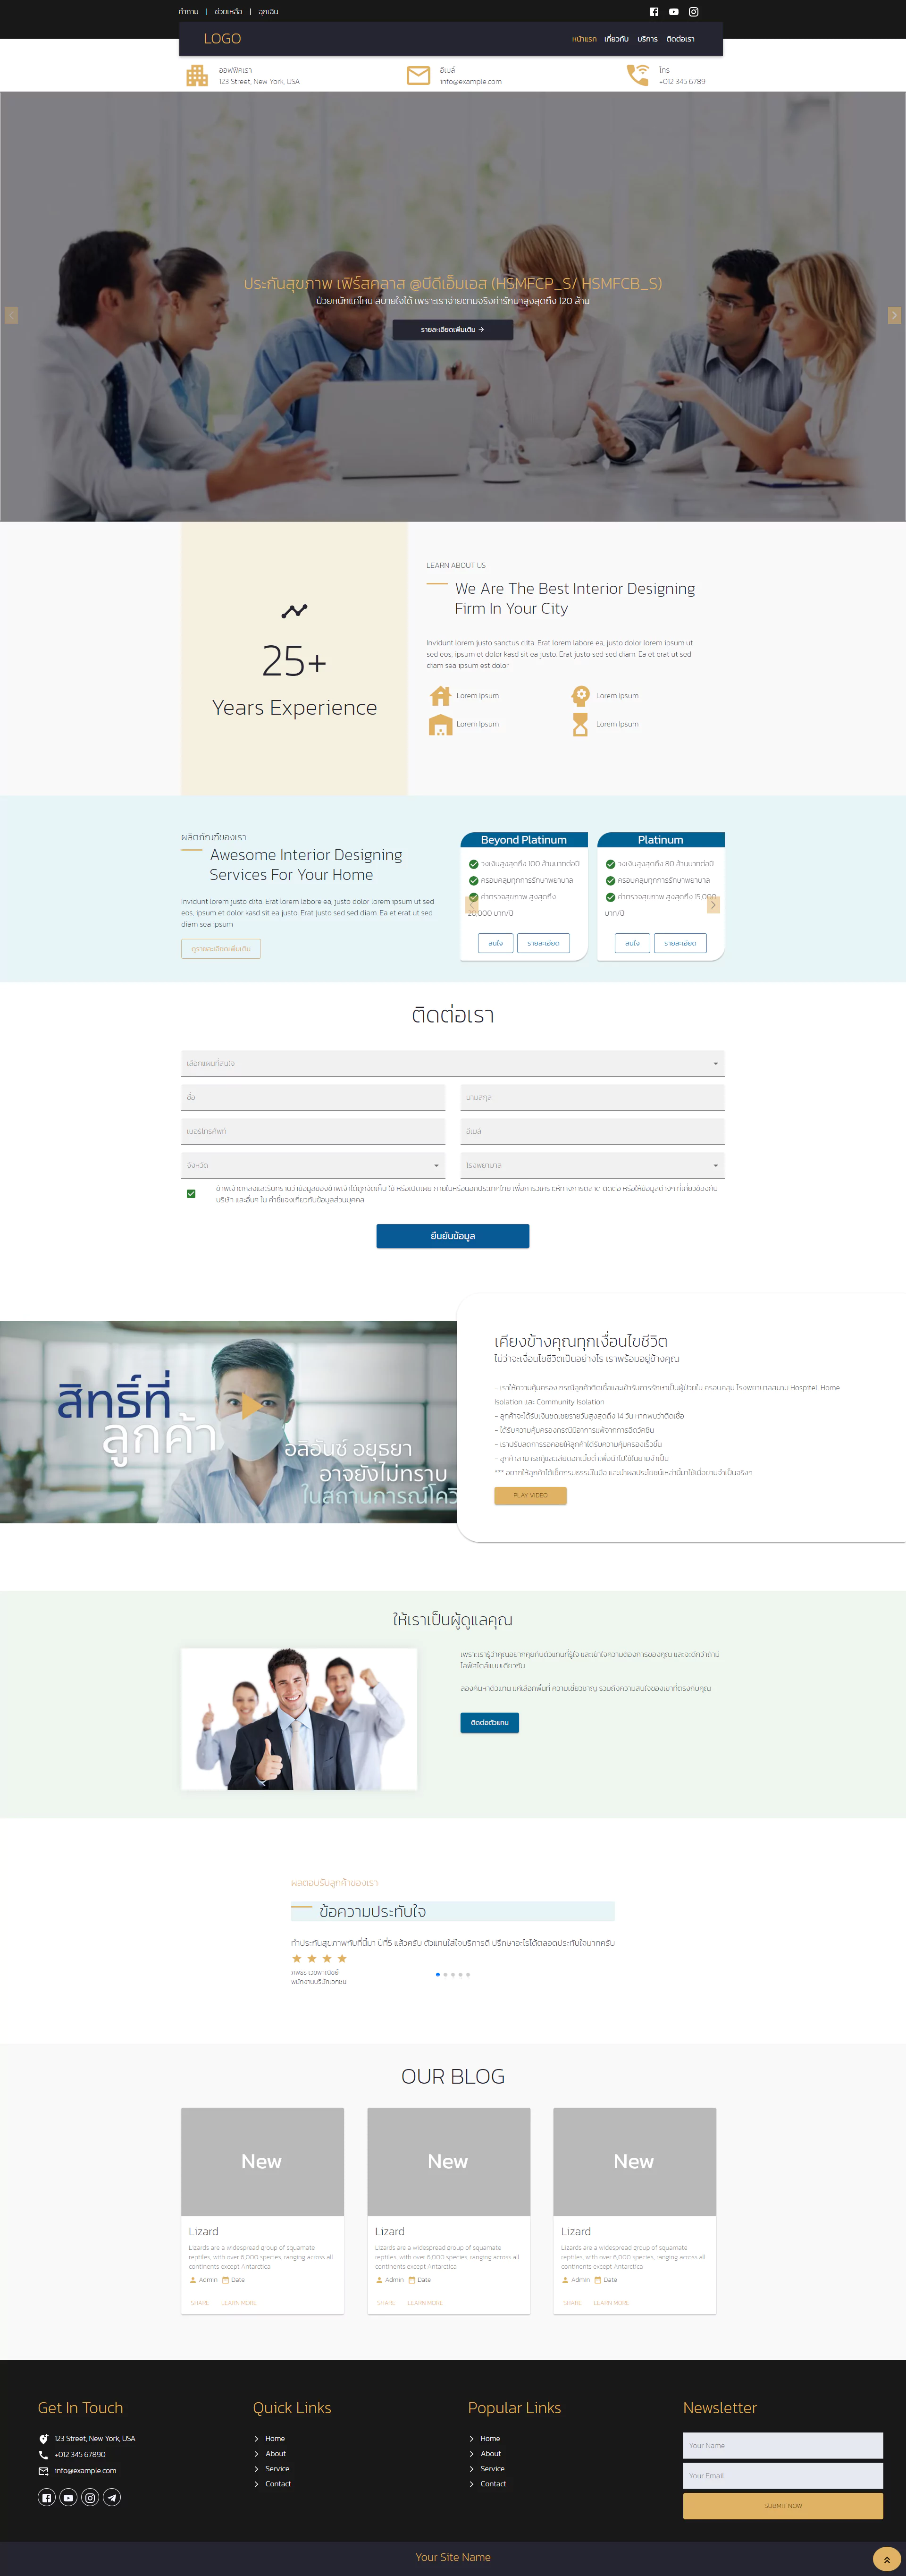 คำถาม | ช่วยเหลือ | ฉุกเฉิน
LOGO
หน้าแรก เกี่ยวกับ บริการ ติดต่อเรา
ออฟฟิศเรา
123 Street, New York, USA
อีเมล์
info@example.com
โทร
+012 345 6789
ประกันสุขภาพ เฟิร์สคลาส @บีดีเอ็มเอส (HSMFCP_S/ HSMFCB_S)
ป่วยหนักแค่ไหน สบายใจได้ เพราะเราจ่ายตามจริงค่ารักษาสูงสุดถึง 120 ล้าน
รายละเอียดเพิ่มเติม
25+
Years Experience
LEARN ABOUT US
We Are The Best Interior Designing
Firm In Your City
Invidunt lorem justo sanctus clita. Erat lorem labore ea, justo dolor lorem ipsum ut
sed eos, ipsum et dolor kasd sit ea justo. Erat justo sed sed diam. Ea et erat ut sed
diam sea ipsum est dolor
Lorem Ipsum
Lorem Ipsum
Lorem Ipsum
Lorem Ipsum
ผลิตภัณฑ์ของเรา
Awesome Interior Designing
Services For Your Home
Invidunt lorem justo clita. Erat lorem labore ea, justo dolor lorem ipsum ut sed
eos, ipsum et dolor kasd sit ea justo. Erat justo sed sed diam. Ea et erat ut sed
diam sea ipsum
ดูรายละเอียดเพิ่มเติม
Beyond Platinum
วงเงินสูงสุดถึง 100 ล้านบาทต่อปี
ครอบคลุมทุกการรักษาพยาบาล
ค่าตรวจสุขภาพ สูงสุดถึง
20,000 บาท/ปี
สนใจ รายละเอียด
Platinum
วงเงินสูงสุดถึง 80 ล้านบาทต่อปี
ครอบคลุมทุกการรักษาพยาบาล
ค่าตรวจสุขภาพ สูงสุดถึง 15,000
บาท/ปี
สนใจ รายละเอียด
ติดต่อเรา
เลือกแผนที่สนใจ
ชื่อ
นามสกุล
เบอร์โทรศัพท์
อีเมล์
จังหวัด
โรงพยาบาล
ข้าพเจ้าตกลงและรับทราบว่าข้อมูลของข้าพเจ้าได้ถูกจัดเก็บ ใช้ หรือเปิดเผย ภายในหรือนอกประเทศไทย เพื่อการวิเคราะห์ทางการตลาด ติดต่อ หรือให้ข้อมูลต่างๆ ที่เกี่ยวข้องกับ
บริษัท และอื่นๆ ใน คำชี้แจงเกี่ยวกับข้อมูลส่วนบุคคล
ยืนยันข้อมูล
สิทธิ์ที่
ลูกค้า
อลิอันซ์ อยุธยา
อาจยังไม่ทราบ
ในสถานการณ์โควิ
เคียงข้างคุณทุกเงื่อนไขชีวิต
ไม่ว่าจะเงื่อนไขชีวิตเป็นอย่างไร เราพร้อมอยู่ข้างคุณ
- เราให้ความคุ้มครอง กรณีลูกค้าติดเชื้อและเข้ารับการรักษาเป็นผู้ป่วยใน ครอบคลุม โรงพยาบาลสนาม Hospitel, Home
Isolation และ Community Isolation
- ลูกค้าจะได้รับเงินชดเชยรายวันสูงสุดถึง 14 วัน หากพบว่าติดเชื้อ
- ได้รับความคุ้มครองกรณีมีอาการแพ้จากการฉีดวัคซีน
- เราปรับลดการรอคอยให้ลูกค้าได้รับความคุ้มครองเร็วขึ้น
- ลูกค้าสามารถกู้และเสียดอกเบี้ยต่ำเพื่อนำไปใช้ในยามจำเป็น
*** อยากให้ลูกค้าได้เช็คกรมธรรม์ในมือ และนำผลประโยชน์เหล่านี้มาใช้เมื่อยามจำเป็นจริงๆ
PLAY VIDEO
ให้เราเป็นผู้ดูแลคุณ
เพราะเรารู้ว่าคุณอยากคุยกับตัวแทนที่รู้ใจ และเข้าใจความต้องการของคุณ และจะดีกว่าถ้ามี
ไลฟ์สไตล์แบบเดียวกัน
ลองค้นหาตัวแทน แค่เลือกพื้นที่ ความเชี่ยวชาญ รวมถึงความสนใจของเขาที่ตรงกับคุณ
ติดต่อตัวแทน
ผลตอบรับลูกค้าของเรา
ข้อความประทับใจ
ทำประกันสุขภาพกับที่นี้มา ปีที่5 แล้วครับ ตัวแทนใส่ใจบริการดี ปรึกษาอะไรได้ตลอดประทับใจมากครับ
พนักงานบริษัทเอกชน
OUR BLOG
New
New
New
Lizard
Lizards are a widespread group of squamate
reptiles, with over 6,000 species, ranging across all
continents except Antarctica
Admin Date
SHARE LEARN MORE
Lizard
Lizards are a widespread group of squamate
reptiles, with over 6,000 species, ranging across all
continents except Antarctica
Admin Date
SHARE LEARN MORE
Lizard
Lizards are a widespread group of squamate
reptiles, with over 6,000 species, ranging across all
continents except Antarctica
Admin Date
SHARE LEARN MORE
Get In Touch
123 Street, New York, USA
+012 345 67890
info@example.com
Quick Links
Home
About
Service
Contact
Popular Links
Home
About
Service
Contact
Newsletter
Your Name
Your Email
SUBMIT NOW
Your Site Name